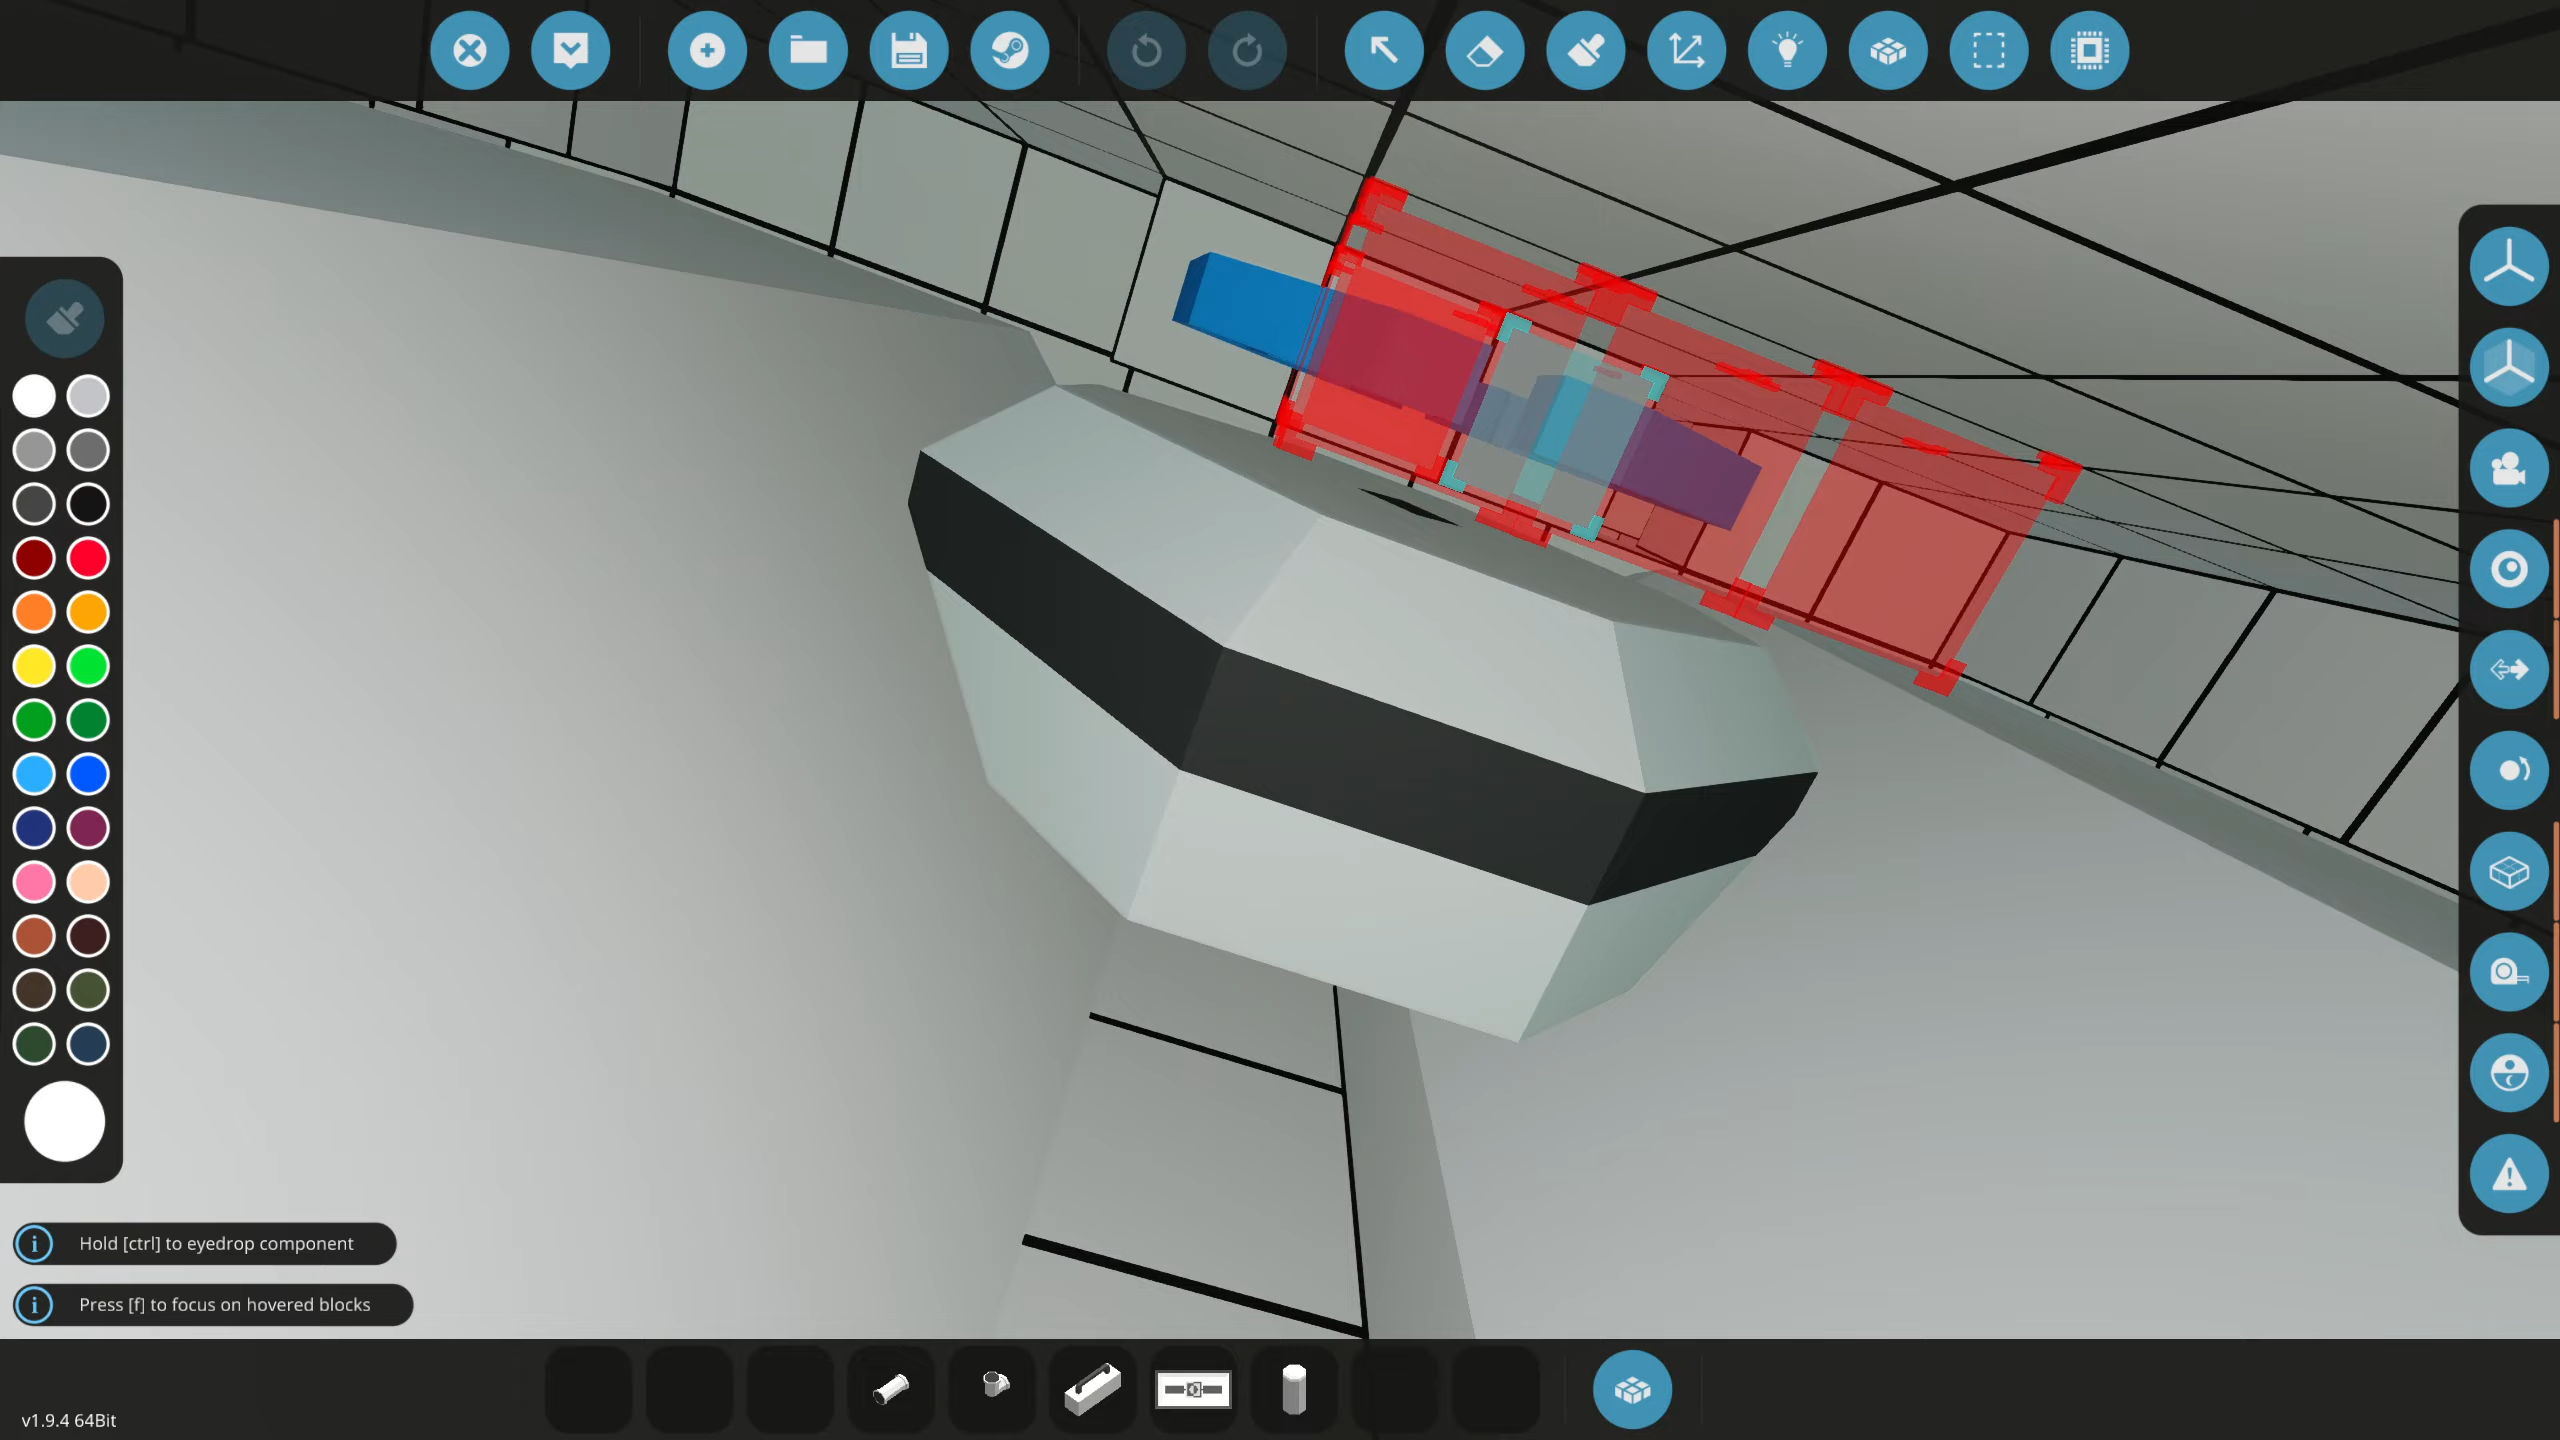 Hold [ctrl] to eyedrop component
Press [f] to focus on hovered blocks
v1.9.4 64Bit